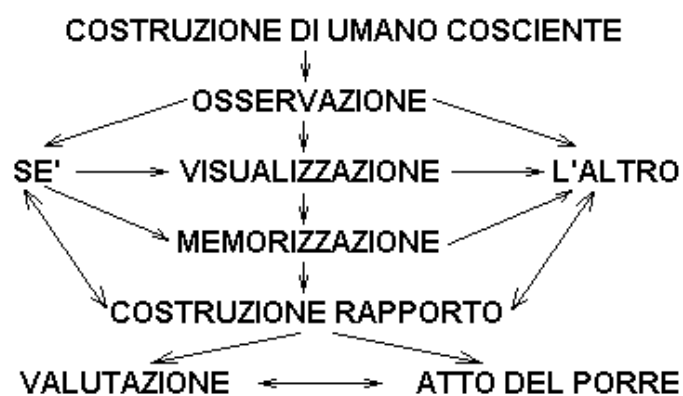 COSTRUZIONE DI UMANO COSCIENTE
OSSERVAZIONE
SE' VISUALIZZAZIONE L'ALTRO
MEMORIZZAZIONE
COSTRUZIONE RAPPORTO
VALUTAZIONE ATTO DEL PORRE